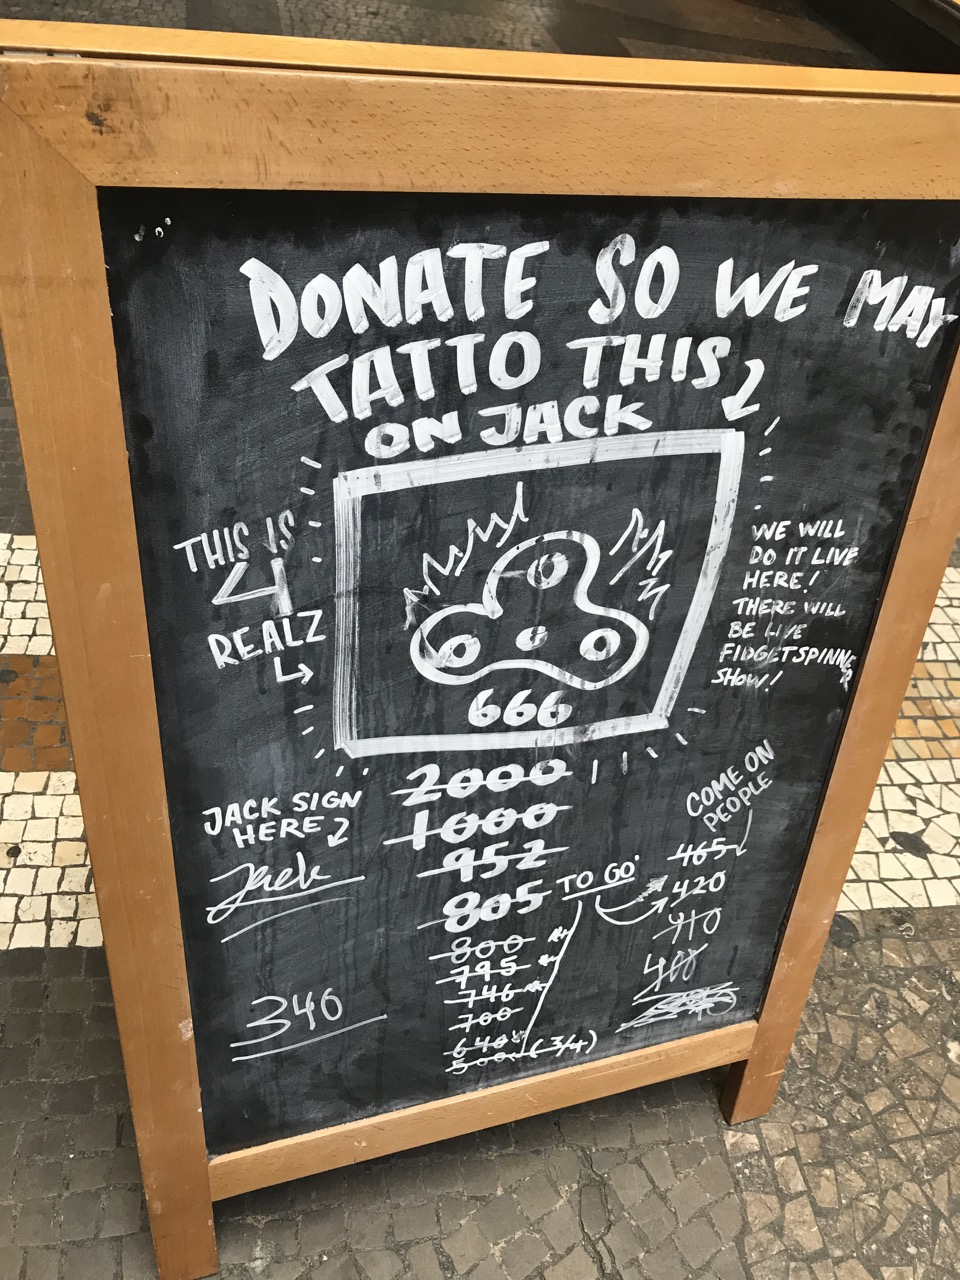 DONATE SO WE MAY
TATTO THIS
ON JACK
THIS IS
4
REALZ
WE WILL
DO IT LIVE
HERE!
THERE WILL
BE LIVE
FIDGETSPINNER
SHOW!
666
JACK SIGN
HERE
Jack
340
2000
1000
952
805
800
795
746
700
640
500 (3/4)
TO GO
COME ON
PEOPLE
465
420
410
400